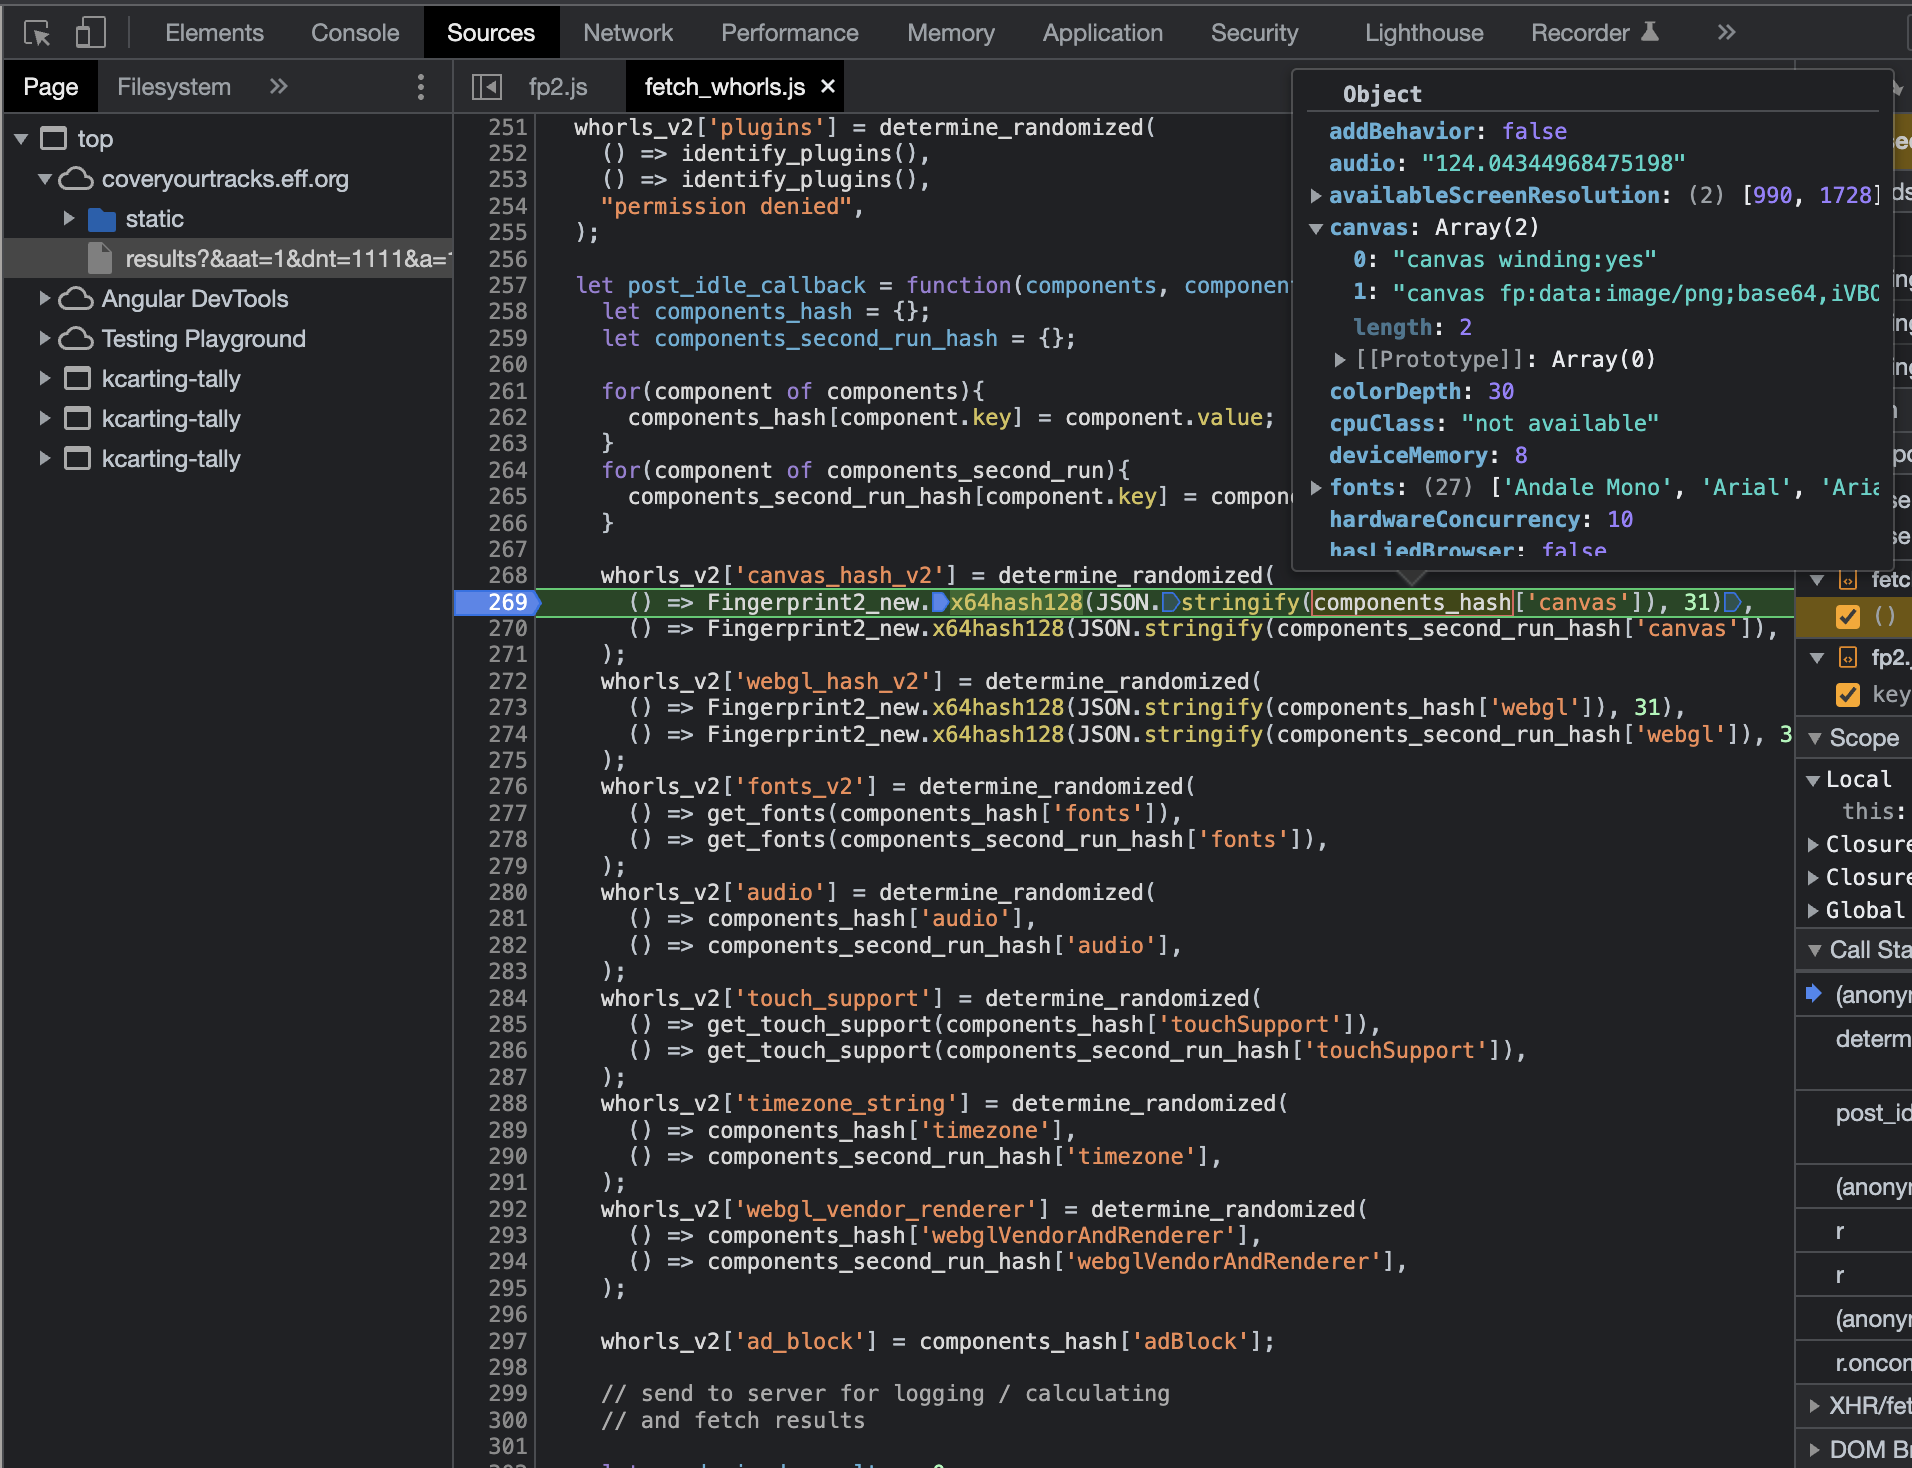 Elements Console Sources Network Performance Memory Application Security Lighthouse Recorder
Page Filesystem
top
coveryourtracks.eff.org
static
results?&aat=1&dnt=1111&a=1
Angular DevTools
Testing Playground
kcarting-tally
kcarting-tally
kcarting-tally
fp2.js fetch_whorls.js
251 whorls_v2['plugins'] = determine_randomized(
252 () => identify_plugins(),
253 () => identify_plugins(),
254 "permission denied",
255 );
256
257 let post_idle_callback = function(components, componen
258 let components_hash = {};
259 let components_second_run_hash = {};
260
261 for(component of components){
262 components_hash[component.key] = component.value;
263 }
264 for(component of components_second_run){
265 components_second_run_hash[component.key] = compon
266 }
267
268 whorls_v2['canvas_hash_v2'] = determine_randomized(
269 () => Fingerprint2_new.x64hash128(JSON.stringify(components_hash['canvas']), 31),
270 () => Fingerprint2_new.x64hash128(JSON.stringify(components_second_run_hash['canvas']),
271 );
272 whorls_v2['webgl_hash_v2'] = determine_randomized(
273 () => Fingerprint2_new.x64hash128(JSON.stringify(components_hash['webgl']), 31),
274 () => Fingerprint2_new.x64hash128(JSON.stringify(components_second_run_hash['webgl']), 3
275 );
276 whorls_v2['fonts_v2'] = determine_randomized(
277 () => get_fonts(components_hash['fonts']),
278 () => get_fonts(components_second_run_hash['fonts']),
279 );
280 whorls_v2['audio'] = determine_randomized(
281 () => components_hash['audio'],
282 () => components_second_run_hash['audio'],
283 );
284 whorls_v2['touch_support'] = determine_randomized(
285 () => get_touch_support(components_hash['touchSupport']),
286 () => get_touch_support(components_second_run_hash['touchSupport']),
287 );
288 whorls_v2['timezone_string'] = determine_randomized(
289 () => components_hash['timezone'],
290 () => components_second_run_hash['timezone'],
291 );
292 whorls_v2['webgl_vendor_renderer'] = determine_randomized(
293 () => components_hash['webglVendorAndRenderer'],
294 () => components_second_run_hash['webglVendorAndRenderer'],
295 );
296
297 whorls_v2['ad_block'] = components_hash['adBlock'];
298
299 // send to server for logging / calculating
300 // and fetch results
301
Object
addBehavior: false
audio: "124.04344968475198"
availableScreenResolution: (2) [990, 1728]
canvas: Array(2)
0: "canvas winding:yes"
1: "canvas fp:data:image/png;base64,iVBO
length: 2
[[Prototype]]: Array(0)
colorDepth: 30
cpuClass: "not available"
deviceMemory: 8
fonts: (27) ['Andale Mono', 'Arial', 'Aria
hardwareConcurrency: 10
hasLiedBrowser: false
fetc
()
fp2.
key
Scope
Local
this:
Closure
Closure
Global
Call Sta
(anonyr
determ
post_id
(anonyr
r
r
(anonyr
r.oncon
XHR/fet
DOM Br